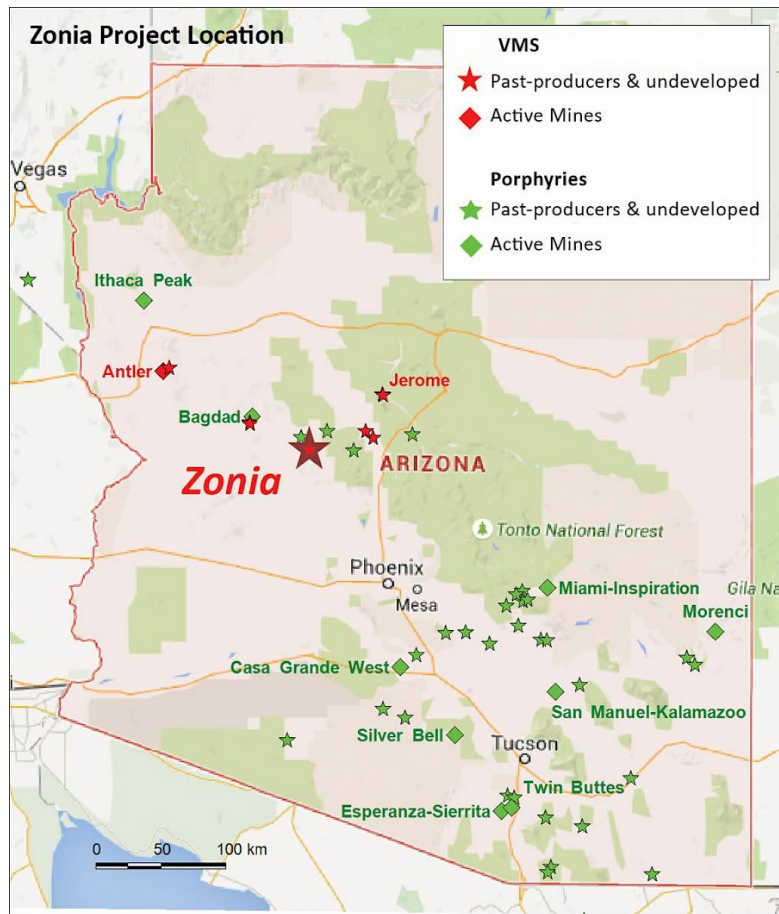 Zonia Project Location
VMS
Past-producers & undeveloped
Active Mines
Porphyries
Past-producers & undeveloped
Active Mines
Vegas
Ithaca Peak
Antler
Jerome
Bagdad
Zonia
ARIZONA
Tonto National Forest
Phoenix
Mesa
Miami-Inspiration
Gila Na
Morenci
Casa Grande West
San Manuel-Kalamazoo
Silver Bell
Tucson
Twin Buttes
Esperanza-Sierrita
0 50 100 km